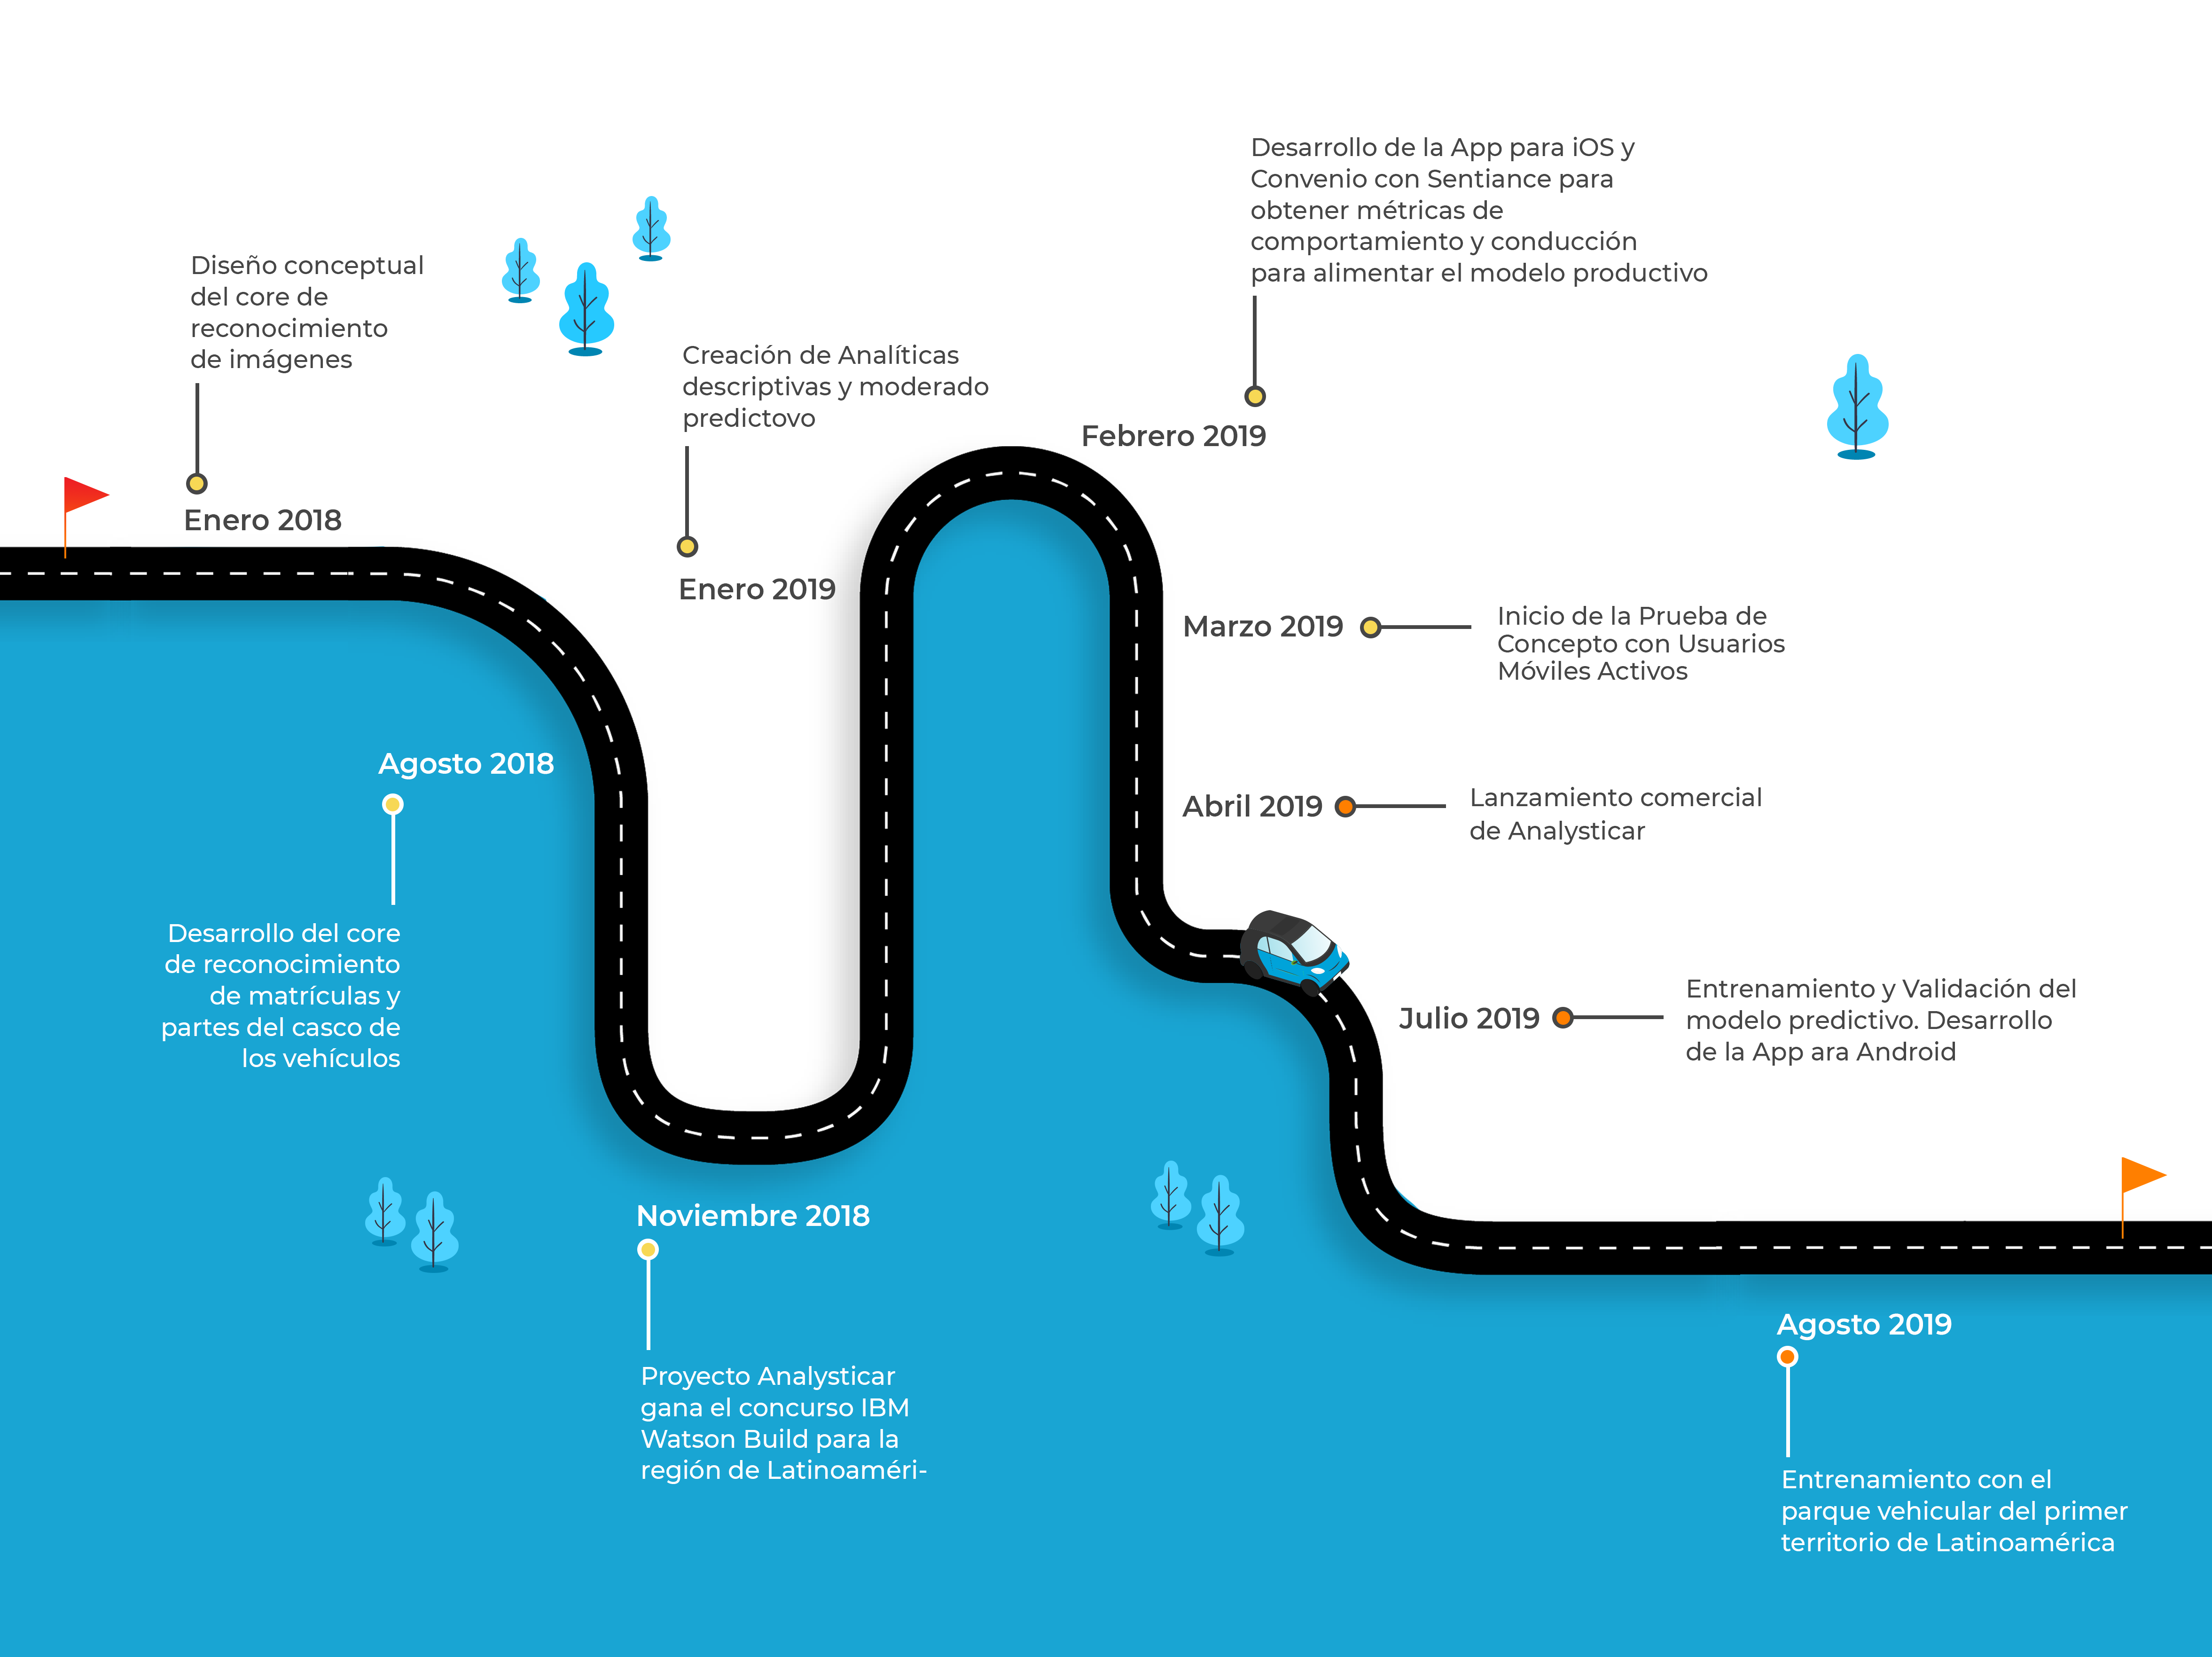 Diseño conceptual
del core de
reconocimiento
de imágenes
Enero 2018
Agosto 2018
Desarrollo del core
de reconocimiento
de matrículas y
partes del casco de
los vehículos
Noviembre 2018
Proyecto Analysticar
gana el concurso IBM
Watson Build para la
región de Latinoaméri-
Creación de Analíticas
descriptivas y moderado
predictovo
Enero 2019
Desarrollo de la App para iOS y
Convenio con Sentiance para
obtener métricas de
comportamiento y conducción
para alimentar el modelo productivo
Febrero 2019
Marzo 2019
Inicio de la Prueba de
Concepto con Usuarios
Móviles Activos
Abril 2019
Lanzamiento comercial
de Analysticar
Julio 2019
Entrenamiento y Validación del
modelo predictivo. Desarrollo
de la App ara Android
Agosto 2019
Entrenamiento con el
parque vehicular del primer
territorio de Latinoamérica